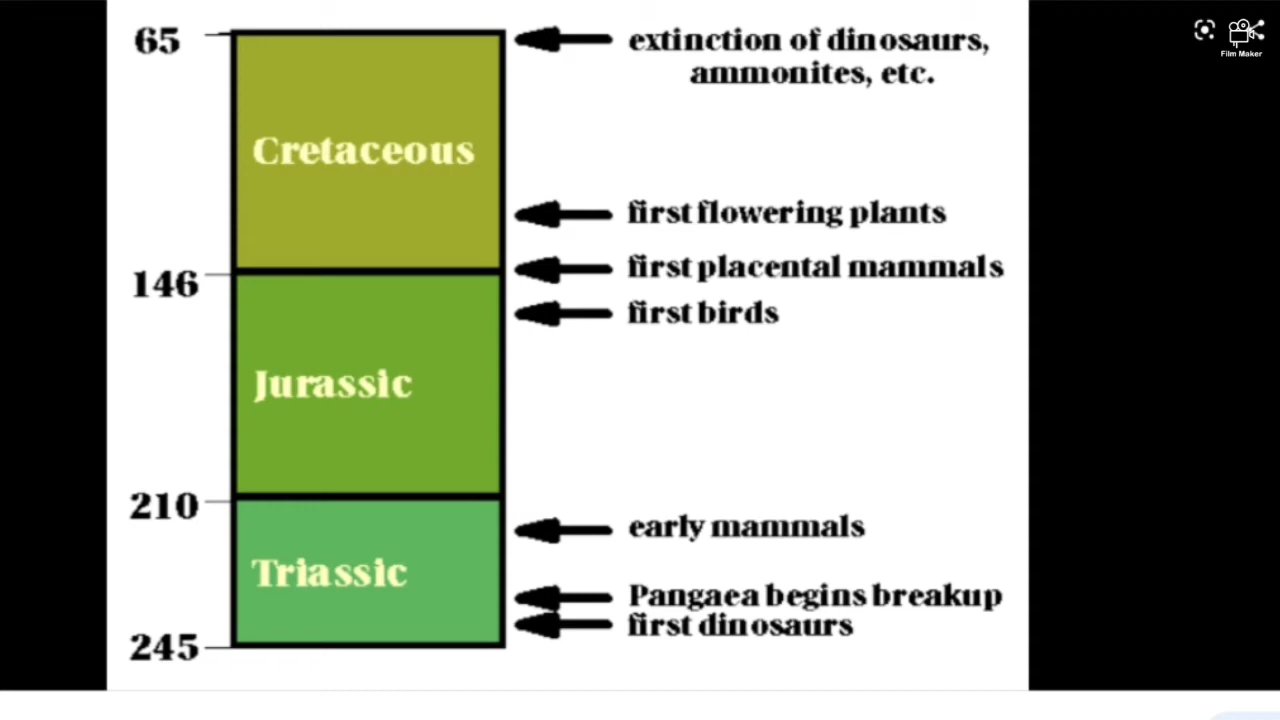 65
extinction of dinosaurs,
ammonites, etc.
Film Maker
Cretaceous
first flowering plants
first placental mammals
146
first birds
Jurassic
210
early mammals
Triassic
Pangaea begins breakup
first dinosaurs
245